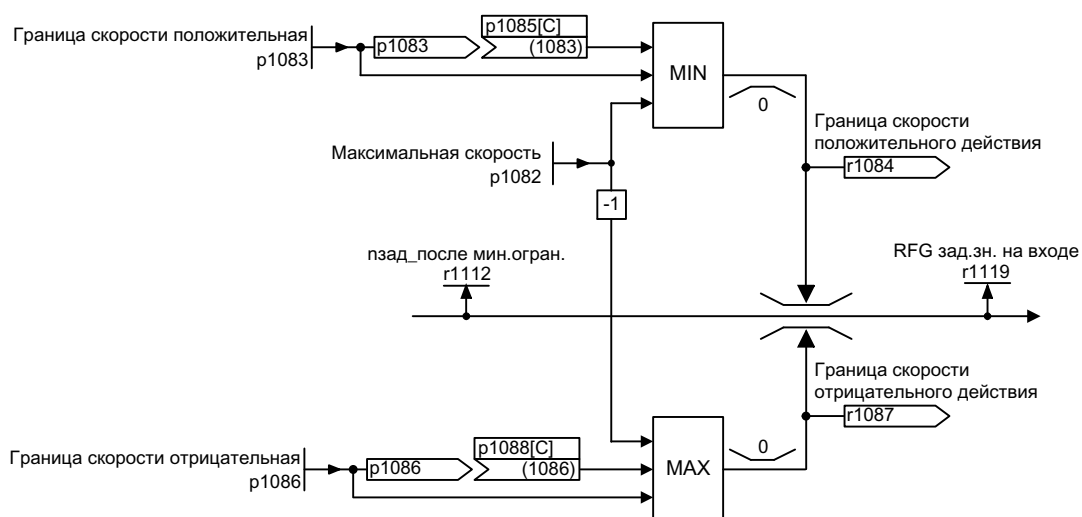 Граница скорости положительная
p1083
p1083
p1085[C]
(1083)
MIN
0
Граница скорости
положительного действия
r1084
Максимальная скорость
p1082
-1
nзад_после мин.огран.
r1112
RFG зад.зн. на входе
r1119
Граница скорости
отрицательного действия
r1087
Граница скорости отрицательная
p1086
p1086
p1088[C]
(1086)
MAX
0